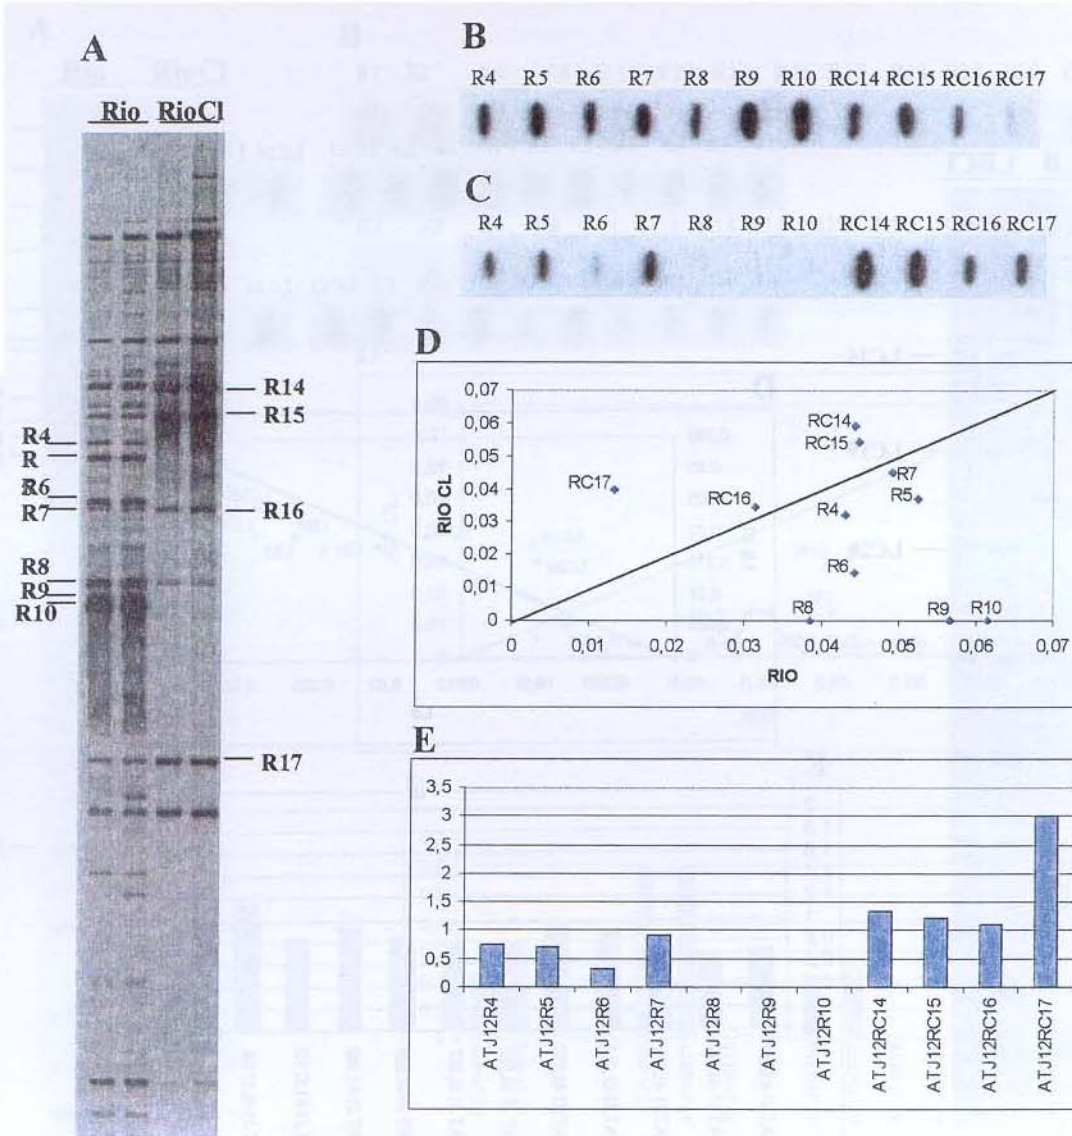 A
Rio RioCl
R14
R15
R4
R
R6
R7
R16
R8
R9
R10
R17
B
R4 R5 R6 R7 R8 R9 R10 RC14 RC15 RC16 RC17
C
R4 R5 R6 R7 R8 R9 R10 RC14 RC15 RC16 RC17
D
0,07
0,06
0,05
0,04
0,03
0,02
0,01
0
RIO CL
RC14
RC15
RC17
RC16
R7
R5
R4
R6
R8 R9 R10
0 0,01 0,02 0,03 0,04 0,05 0,06 0,07
RIO
E
3,5
3
2,5
2
1,5
1
0,5
0
ATJ12R4
ATJ12R5
ATJ12R6
ATJ12R7
ATJ12R8
ATJ12R9
ATJ12R10
ATJ12RC14
ATJ12RC15
ATJ12RC16
ATJ12RC17